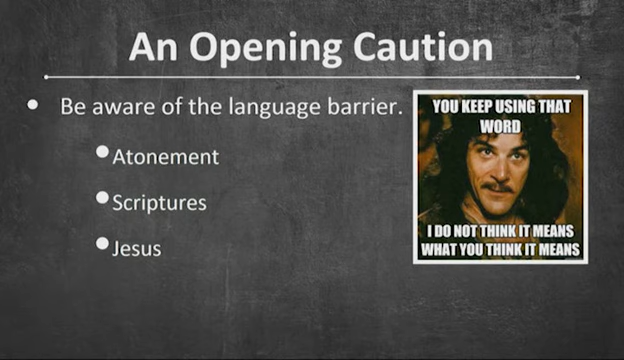 An Opening Caution
Be aware of the language barrier.
Atonement
Scriptures
Jesus
YOU KEEP USING THAT
WORD
I DO NOT THINK IT MEANS
WHAT YOU THINK IT MEANS